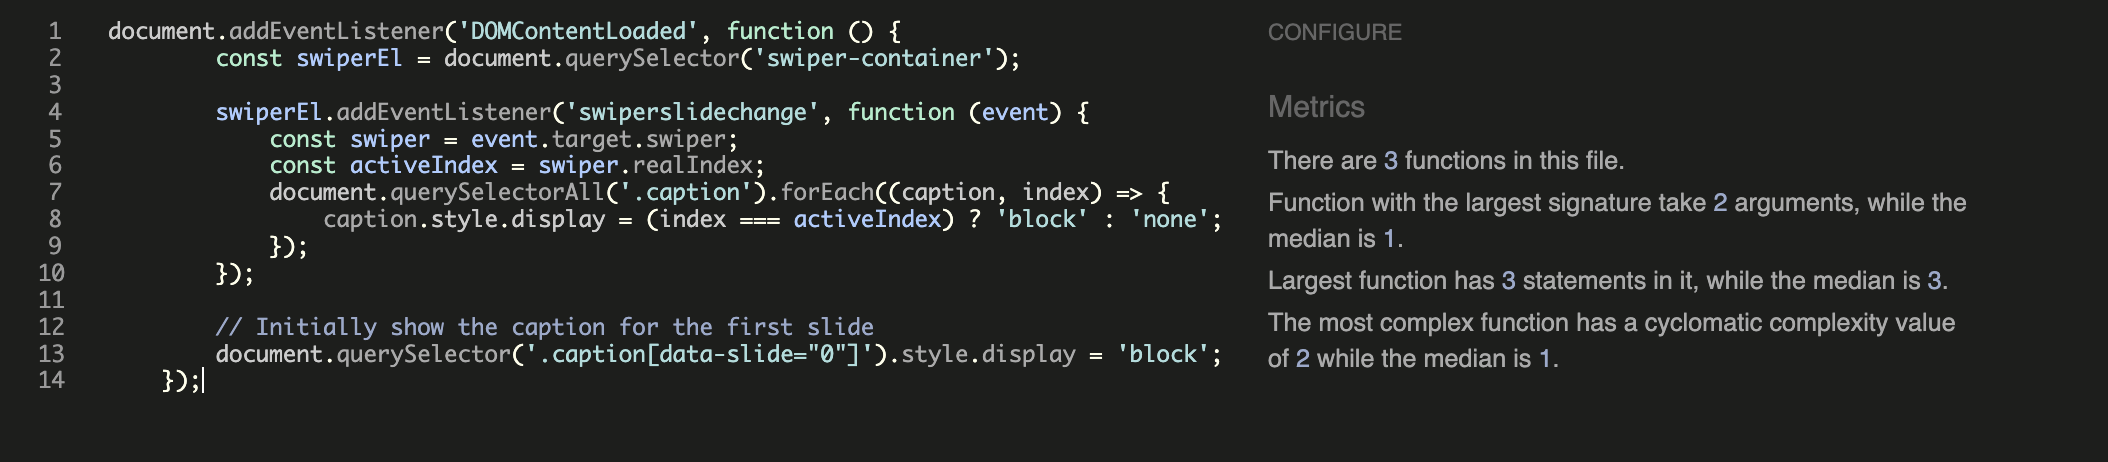 1 document.addEventListener('DOMContentLoaded', function () {
2 const swiperEl = document.querySelector('swiper-container');
3
4 swiperEl.addEventListener('swiperslidechange', function (event) {
5 const swiper = event.target.swiper;
6 const activeIndex = swiper.realIndex;
7 document.querySelectorAll('.caption').forEach((caption, index) => {
8 caption.style.display = (index === activeIndex) ? 'block' : 'none';
9 });
10 });
11
12 // Initially show the caption for the first slide
13 document.querySelector('.caption[data-slide="0"]').style.display = 'block';
14 });
CONFIGURE
Metrics
There are 3 functions in this file.
Function with the largest signature take 2 arguments, while the
median is 1.
Largest function has 3 statements in it, while the median is 3.
The most complex function has a cyclomatic complexity value
of 2 while the median is 1.